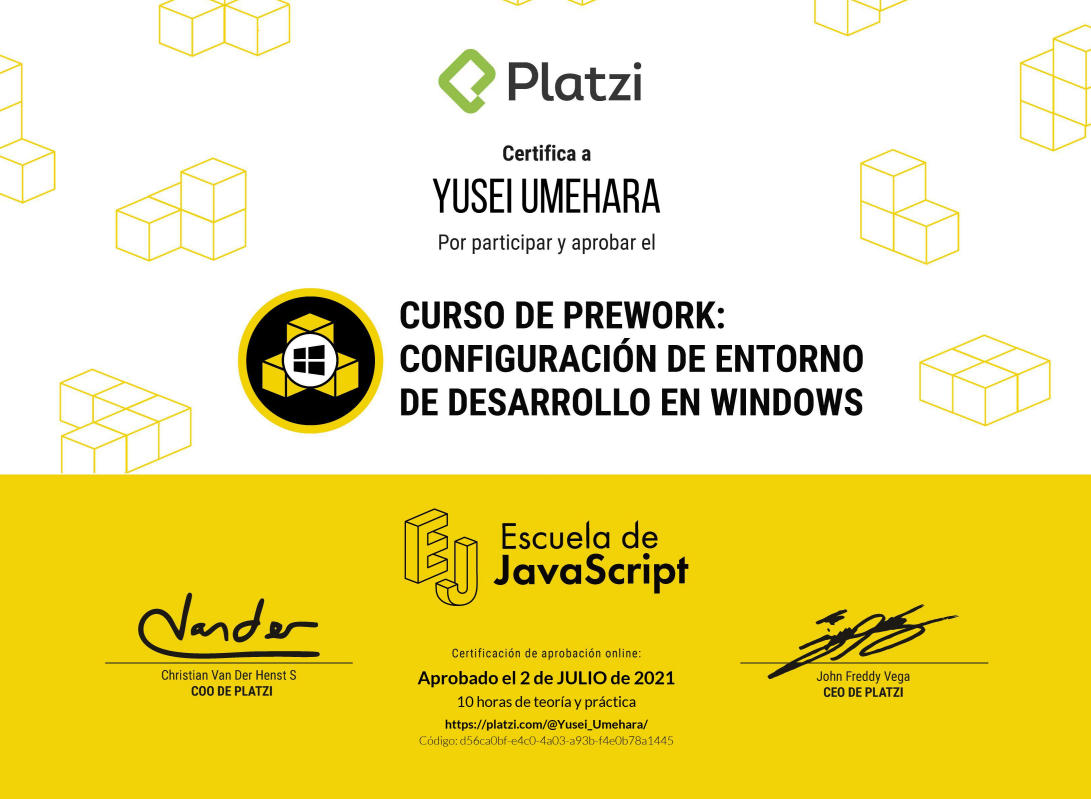 Platzi
Certifica a
YUSEI UMEHARA
Por participar y aprobar el
CURSO DE PREWORK:
CONFIGURACIÓN DE ENTORNO
DE DESARROLLO EN WINDOWS
EJ
Escuela de
JavaScript
Vander
Christian Van Der Henst S
COO DE PLATZI
Certificación de aprobación online:
Aprobado el 2 de JULIO de 2021
10 horas de teoría y práctica
https://platzi.com/@Yusei_Umehara/
Código: d56ca0bf-e4c0-4a03-a93b-f4e0b78a1445
John Freddy Vega
CEO DE PLATZI